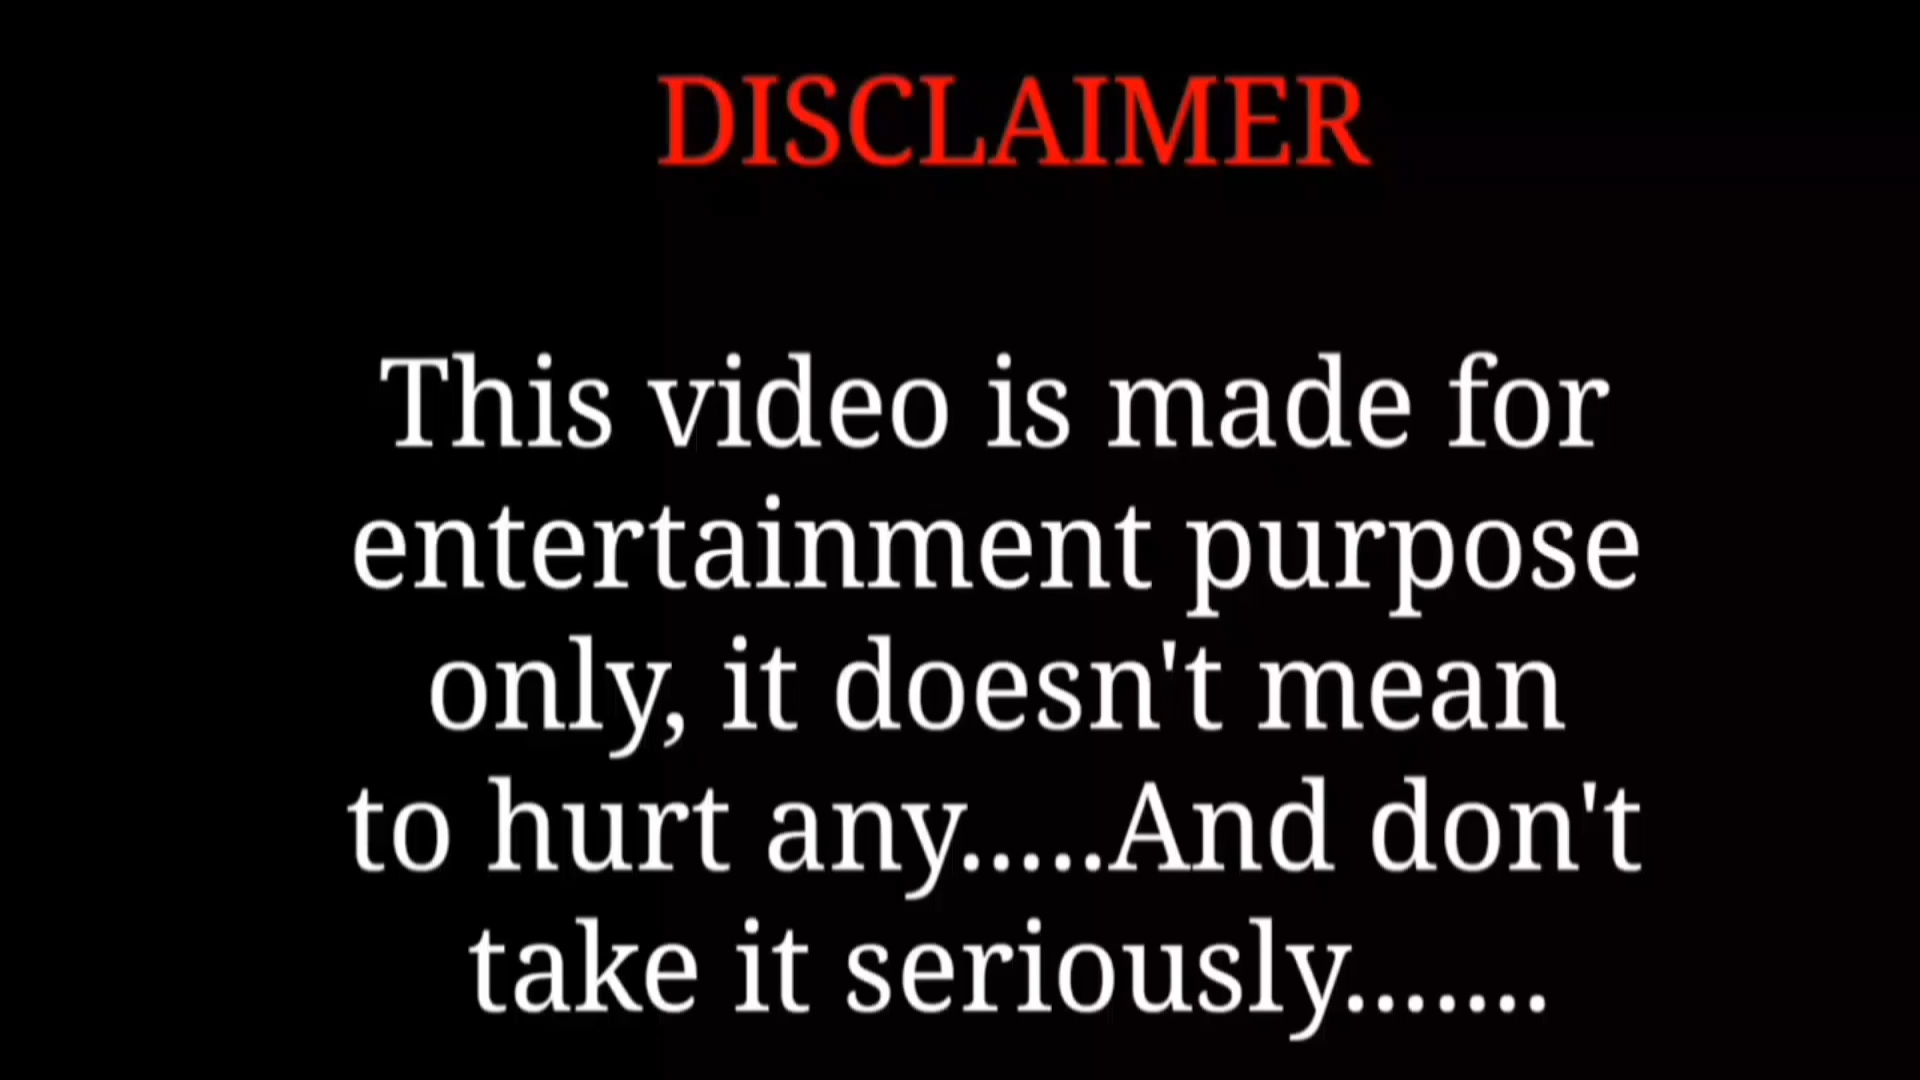 DISCLAIMER
This video is made for
entertainment purpose
only, it doesn't mean
to hurt any.....And don't
take it seriously.......